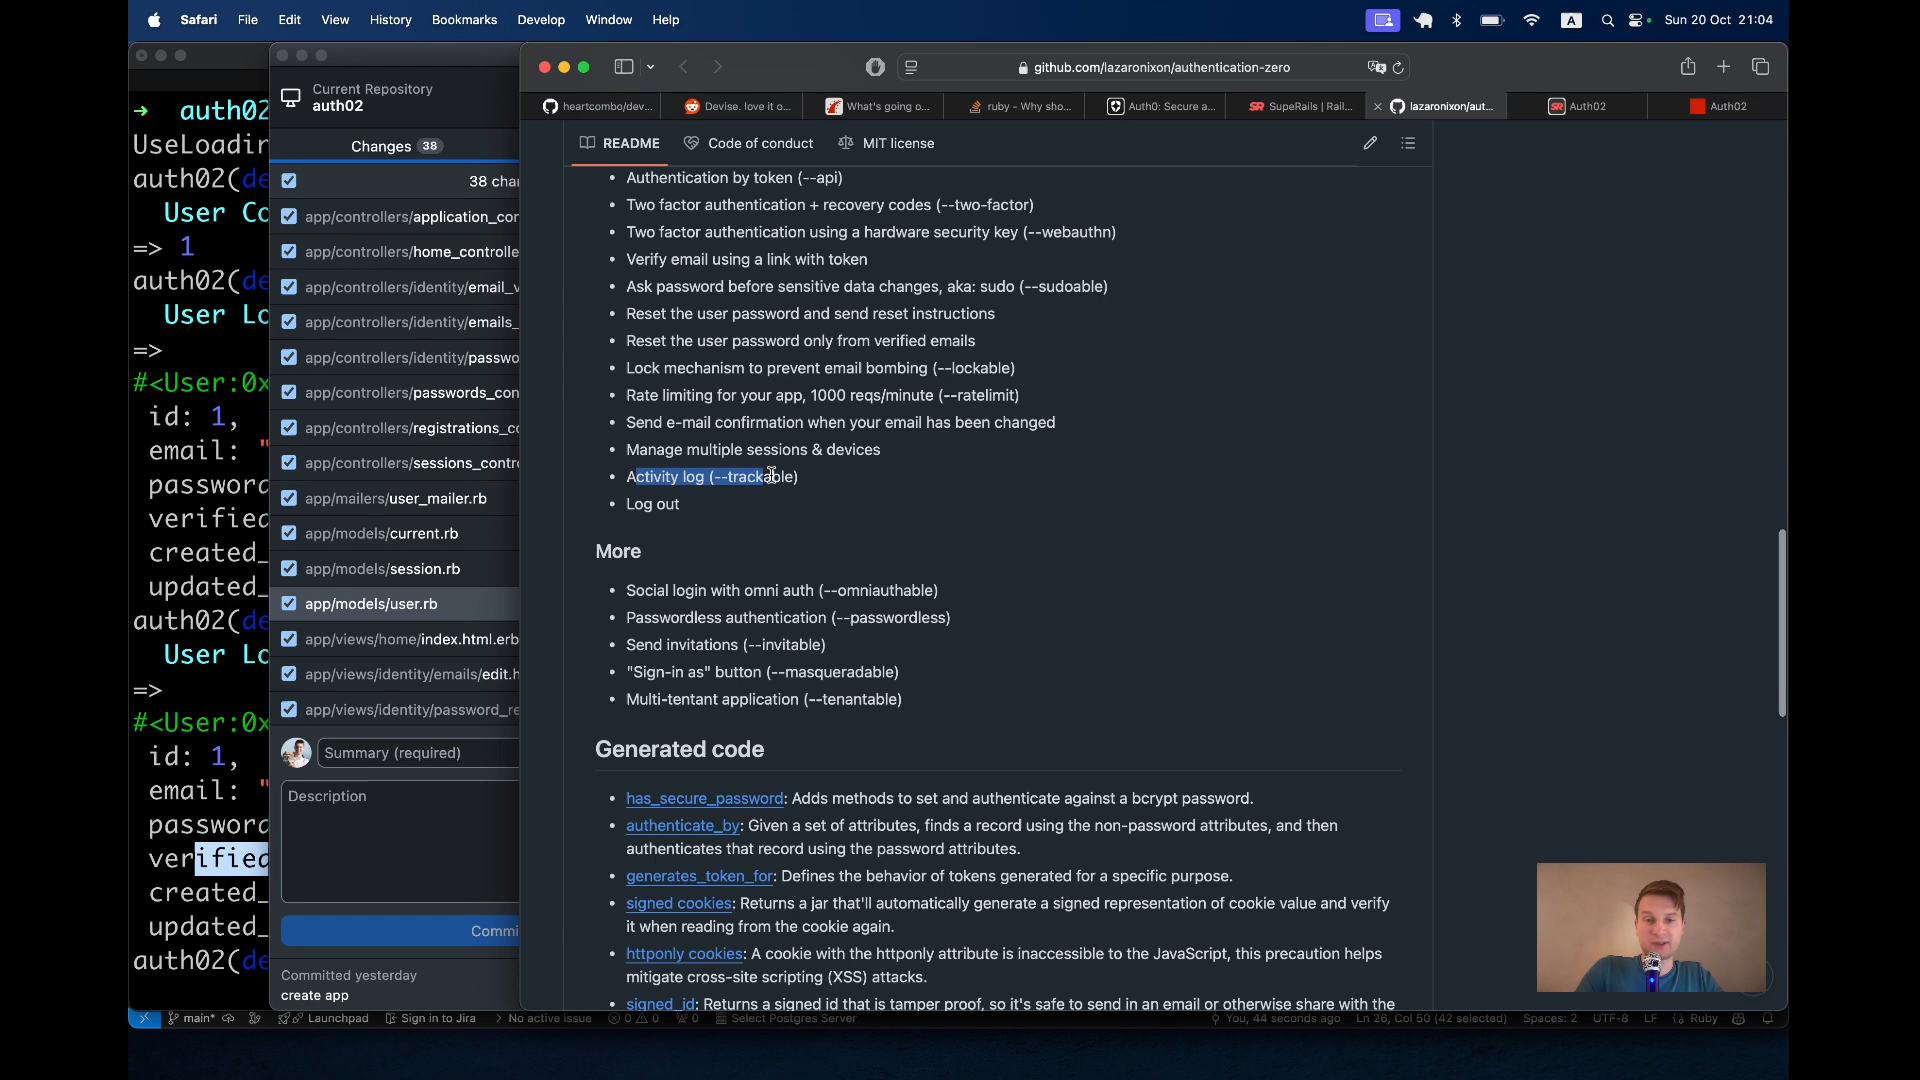 Safari File Edit View History Bookmarks Develop Window Help
A Sun 20 Oct 21:04
Current Repository
auth02
github.com/lazaronixon/authentication-zero
heartcombo/dev... Devise. love it o... What's going o... ruby - Why sho... Auth0: Secure a... SR SupeRails | Rail... lazaronixon/aut... SR Auth02 Auth02
→ auth02
UseLoadin
auth02(de
User Co
=> 1
auth02(de
User Lo
=>
#<User:0x
id: 1,
email: "
password
verified
created_
updated_
auth02(de
User Lo
=>
#<User:0x
id: 1,
email: "
password
verified
created_
updated_
auth02(de
Changes 38
38 cha
app/controllers/application_con
app/controllers/home_controlle
app/controllers/identity/email_v
app/controllers/identity/emails_
app/controllers/identity/passwo
app/controllers/passwords_con
app/controllers/registrations_co
app/controllers/sessions_contro
app/mailers/user_mailer.rb
app/models/current.rb
app/models/session.rb
app/models/user.rb
app/views/home/index.html.erb
app/views/identity/emails/edit.h
app/views/identity/password_re
Summary (required)
Description
Commi
Committed yesterday
create app
README Code of conduct MIT license
• Authentication by token (--api)
• Two factor authentication + recovery codes (--two-factor)
• Two factor authentication using a hardware security key (--webauthn)
• Verify email using a link with token
• Ask password before sensitive data changes, aka: sudo (--sudoable)
• Reset the user password and send reset instructions
• Reset the user password only from verified emails
• Lock mechanism to prevent email bombing (--lockable)
• Rate limiting for your app, 1000 reqs/minute (--ratelimit)
• Send e-mail confirmation when your email has been changed
• Manage multiple sessions & devices
• Activity log (--trackable)
• Log out
More
• Social login with omni auth (--omniauthable)
• Passwordless authentication (--passwordless)
• Send invitations (--invitable)
• "Sign-in as" button (--masqueradable)
• Multi-tentant application (--tenantable)
Generated code
• has_secure_password: Adds methods to set and authenticate against a bcrypt password.
• authenticate_by: Given a set of attributes, finds a record using the non-password attributes, and then
authenticates that record using the password attributes.
• generates_token_for: Defines the behavior of tokens generated for a specific purpose.
• signed cookies: Returns a jar that'll automatically generate a signed representation of cookie value and verify
it when reading from the cookie again.
• httponly cookies: A cookie with the httponly attribute is inaccessible to the JavaScript, this precaution helps
mitigate cross-site scripting (XSS) attacks.
• signed_id: Returns a signed id that is tamper proof, so it's safe to send in an email or otherwise share with the
main* Launchpad Sign in to Jira No active issue 0 0 0 Select Postgres Server You, 44 seconds ago Ln 26, Col 50 (42 selected) Spaces: 2 UTF-8 LF Ruby